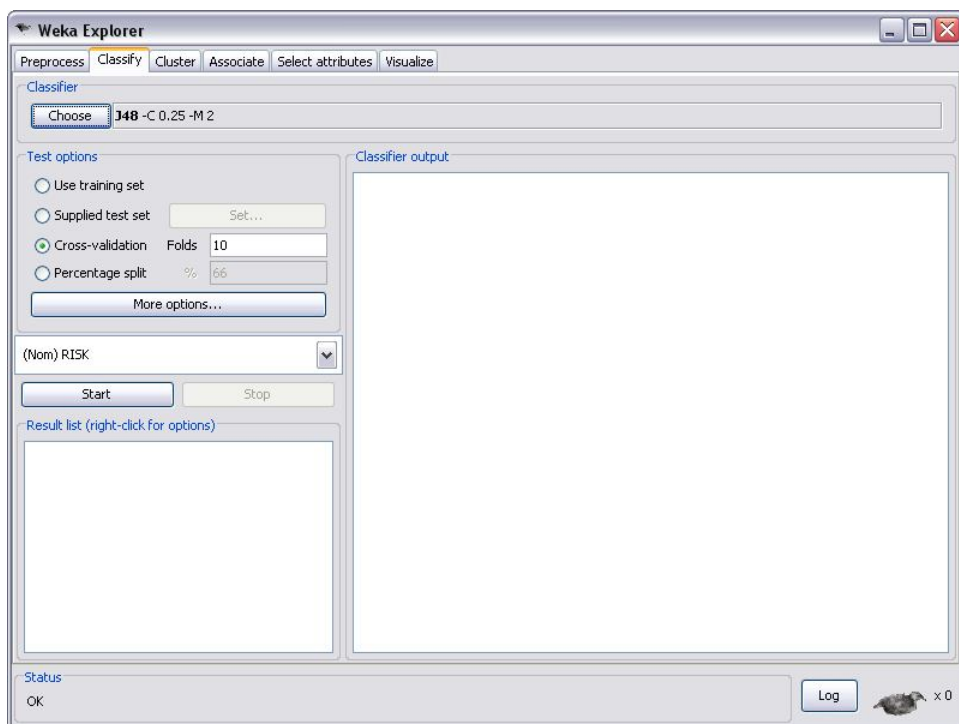 Weka Explorer
Preprocess Classify Cluster Associate Select attributes Visualize
Classifier
Choose J48 -C 0.25 -M 2
Test options
Use training set
Supplied test set Set...
Cross-validation Folds 10
Percentage split % 66
More options...
(Nom) RISK
Start Stop
Result list (right-click for options)
Classifier output
Status
OK
Log x 0